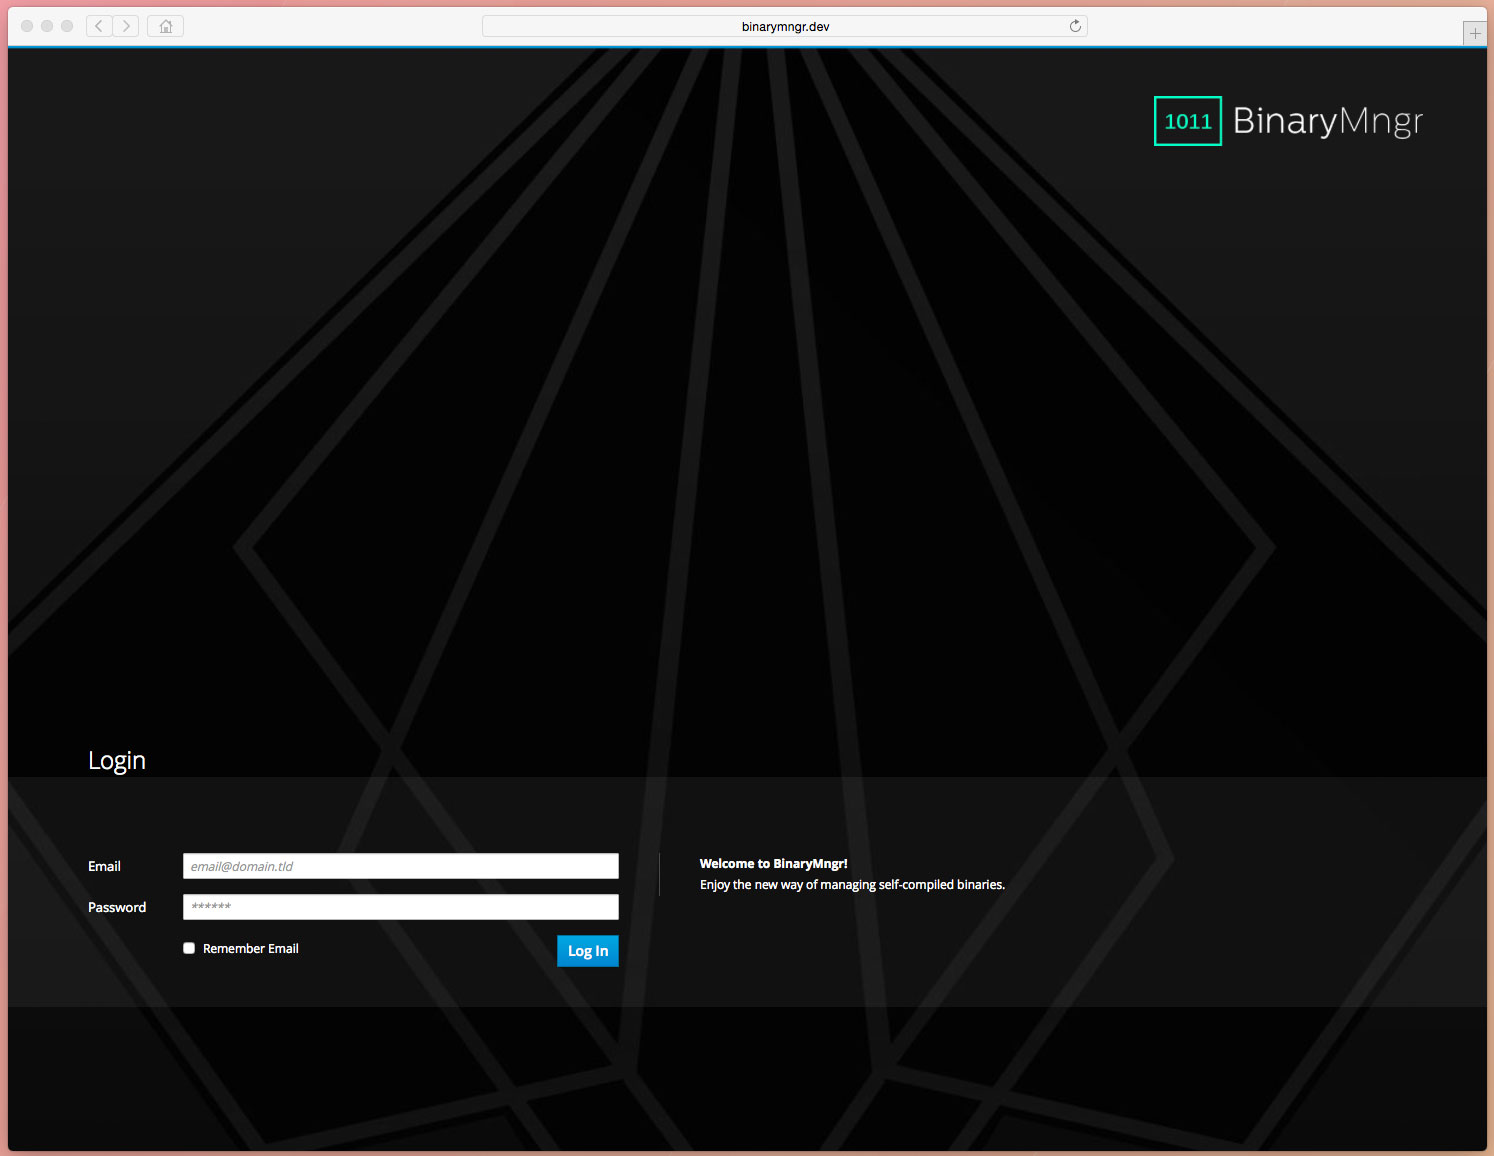 binarymngr.dev
1011 BinaryMngr
Login
Email
email@domain.tld
Welcome to BinaryMngr!
Enjoy the new way of managing self-compiled binaries.
Password
******
Remember Email
Log In